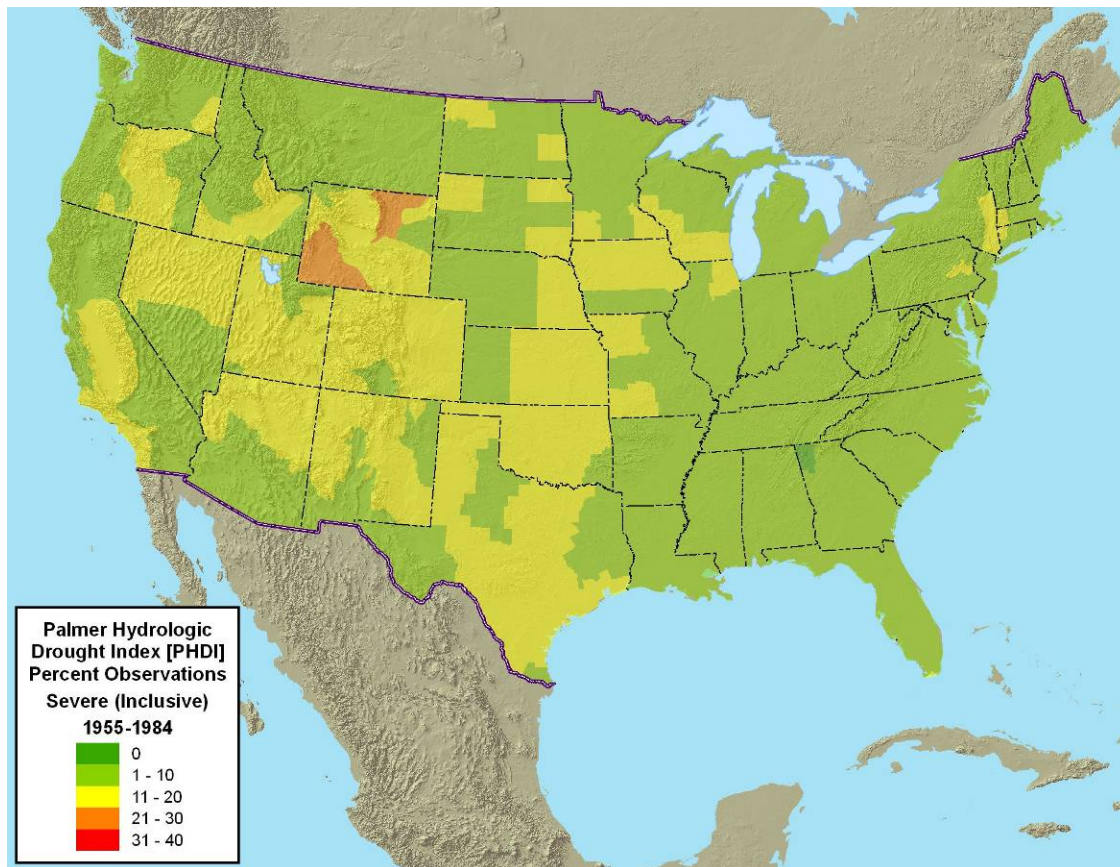 Palmer Hydrologic
Drought Index [PHDI]
Percent Observations
Severe (Inclusive)
1955-1984
0
1 - 10
11 - 20
21 - 30
31 - 40